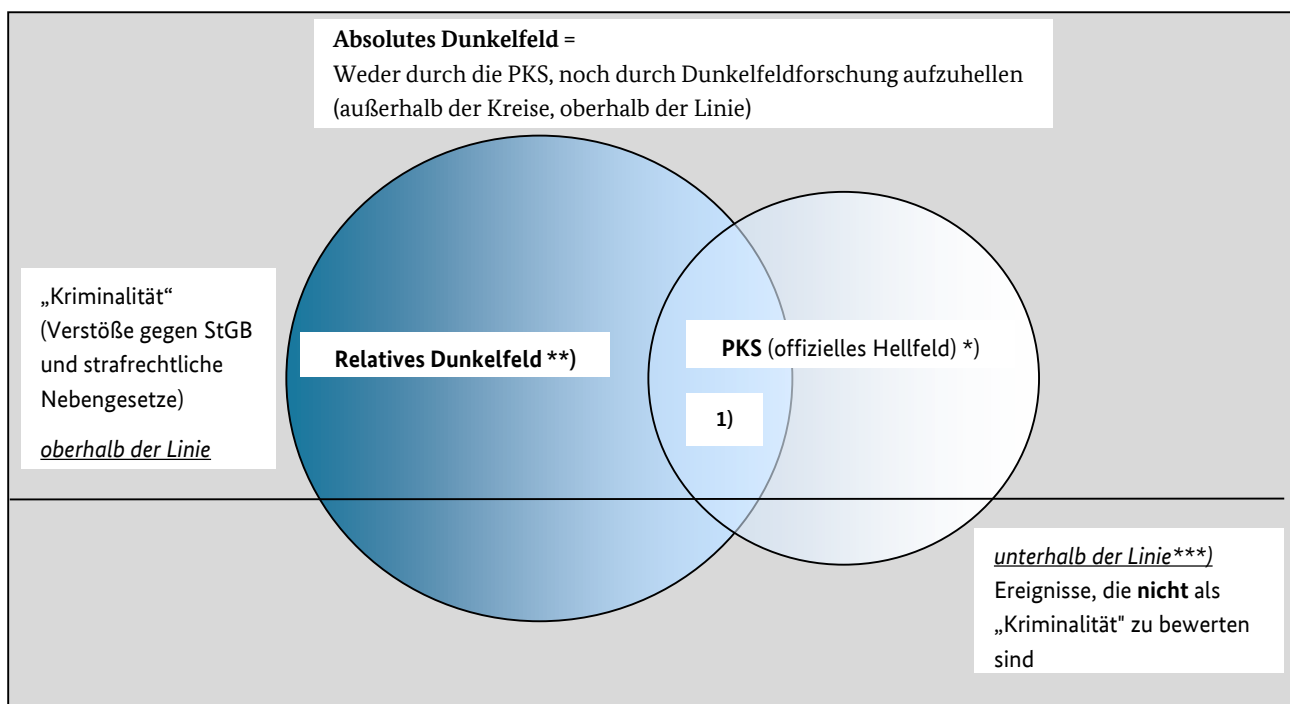 Absolutes Dunkelfeld =
Weder durch die PKS, noch durch Dunkelfeldforschung aufzuhellen
(außerhalb der Kreise, oberhalb der Linie)
„Kriminalität“
(Verstöße gegen StGB
und strafrechtliche
Nebengesetze)
oberhalb der Linie
Relatives Dunkelfeld **)
PKS (offizielles Hellfeld) *)
1)
unterhalb der Linie***)
Ereignisse, die nicht als
„Kriminalität" zu bewerten
sind